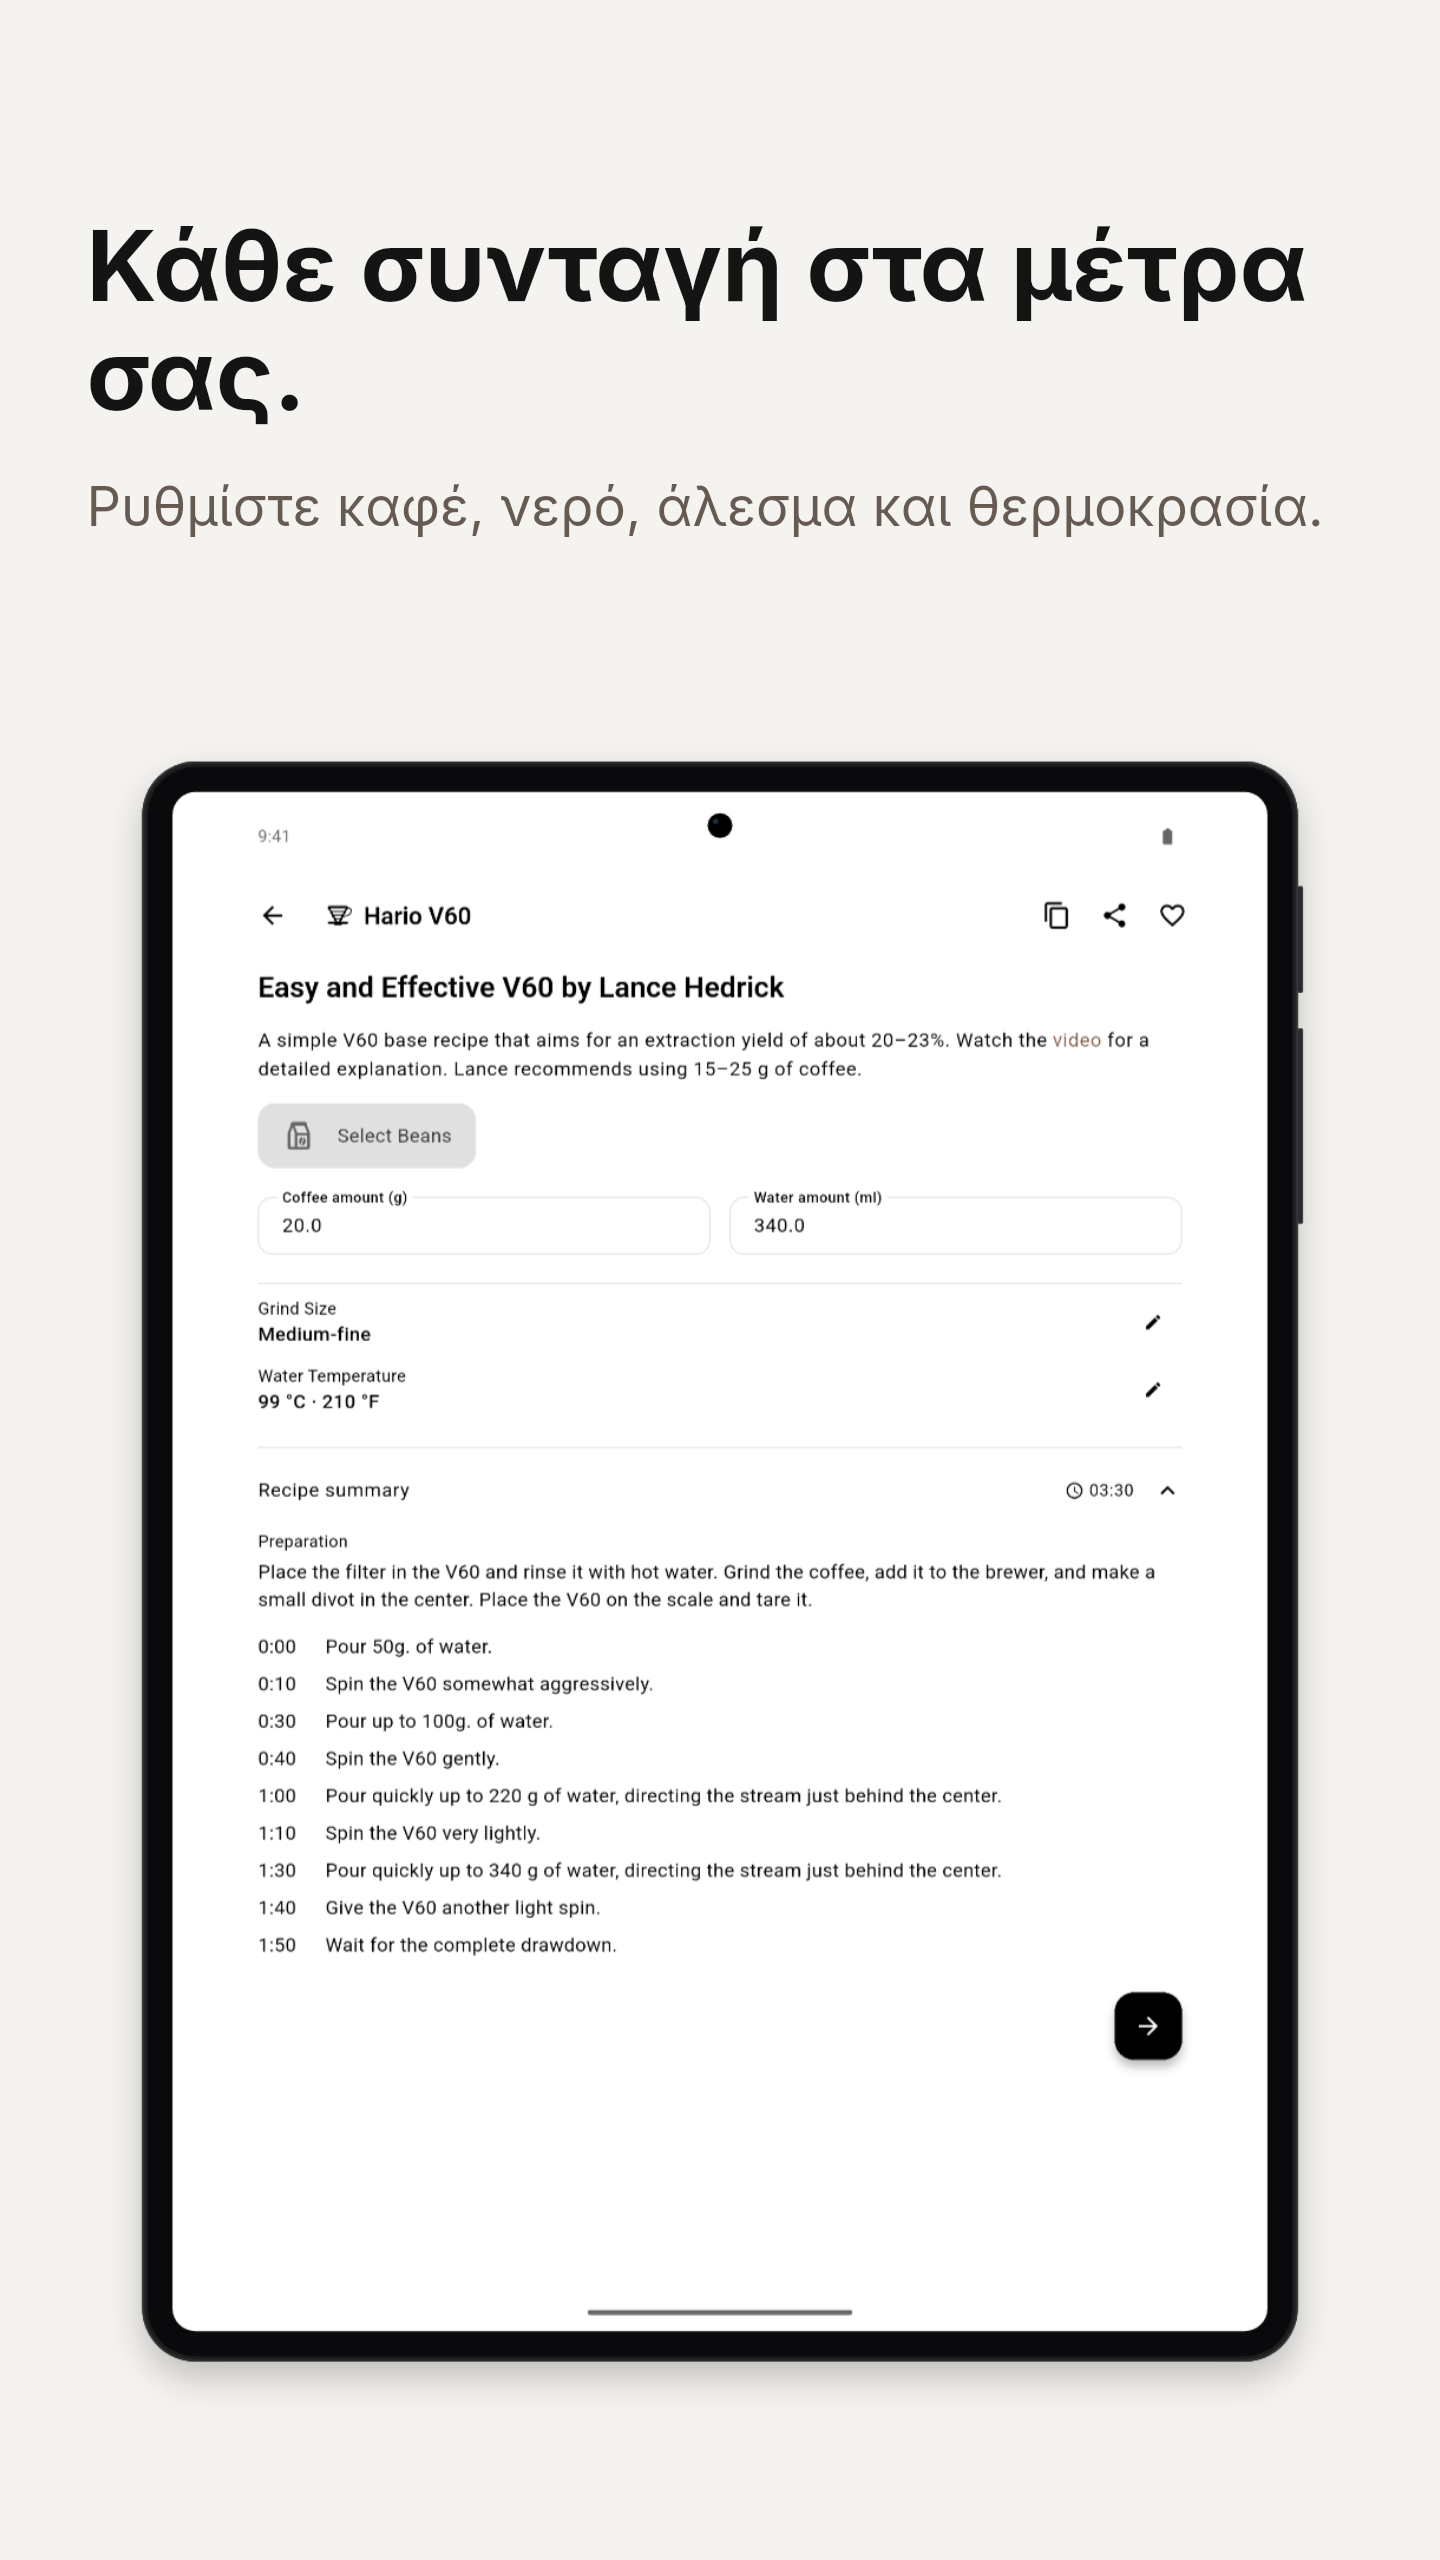 Κάθε συνταγή στα μέτρα
σας.
Ρυθμίστε καφέ, νερό, άλεσμα και θερμοκρασία.
9:41
Hario V60
Easy and Effective V60 by Lance Hedrick
A simple V60 base recipe that aims for an extraction yield of about 20–23%. Watch the video for a
detailed explanation. Lance recommends using 15–25 g of coffee.
Select Beans
Coffee amount (g)
20.0
Water amount (ml)
340.0
Grind Size
Medium-fine
Water Temperature
99 °C · 210 °F
Recipe summary 03:30
Preparation
Place the filter in the V60 and rinse it with hot water. Grind the coffee, add it to the brewer, and make a
small divot in the center. Place the V60 on the scale and tare it.
0:00 Pour 50g. of water.
0:10 Spin the V60 somewhat aggressively.
0:30 Pour up to 100g. of water.
0:40 Spin the V60 gently.
1:00 Pour quickly up to 220 g of water, directing the stream just behind the center.
1:10 Spin the V60 very lightly.
1:30 Pour quickly up to 340 g of water, directing the stream just behind the center.
1:40 Give the V60 another light spin.
1:50 Wait for the complete drawdown.